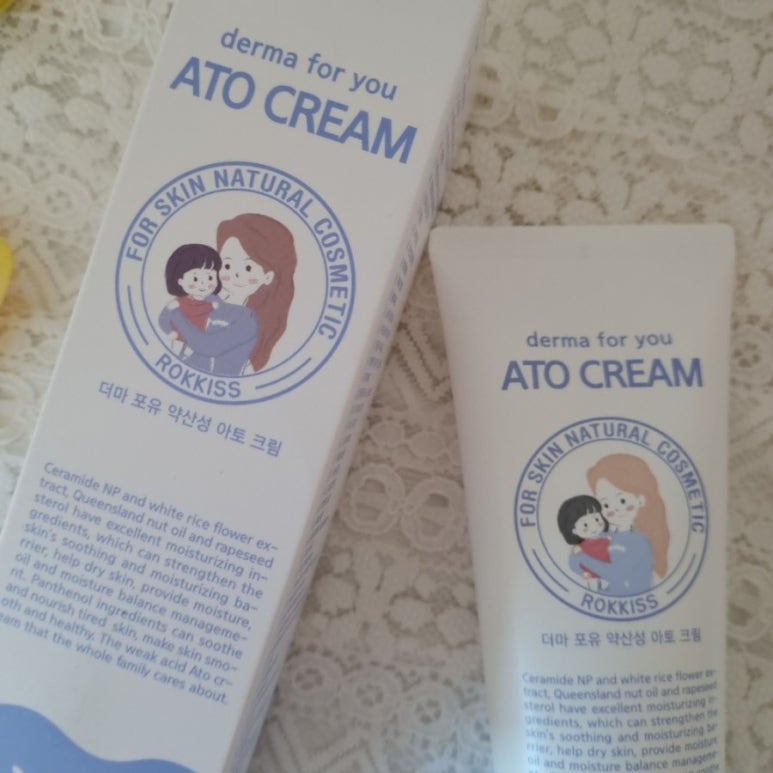 derma for you
ATO CREAM
FOR SKIN NATURAL COSMETIC
ROKKISS
더마 포유 약산성 아토 크림
Ceramide NP and white rice flower ex-
tract, Queensland nut oil and rapeseed
sterol have excellent moisturizing in-
gredients, which can strengthen the
skin's soothing and moisturizing ba-
rrier, help dry skin, provide moisture,
oil and moisture balance manageme-
nt. Panthenol ingredients can soothe
and nourish tired skin, make skin smo-
oth and healthy. The weak acid Ato cr-
eam that the whole family cares about.
derma for you
ATO CREAM
FOR SKIN NATURAL COSMETIC
ROKKISS
더마 포유 약산성 아토 크림
Ceramide NP and white rice flower ex-
tract, Queensland nut oil and rapeseed
sterol have excellent moisturizing in-
gredients, which can strengthen the
skin's soothing and moisturizing ba-
rrier, help dry skin, provide moisture,
oil and moisture balance manageme-